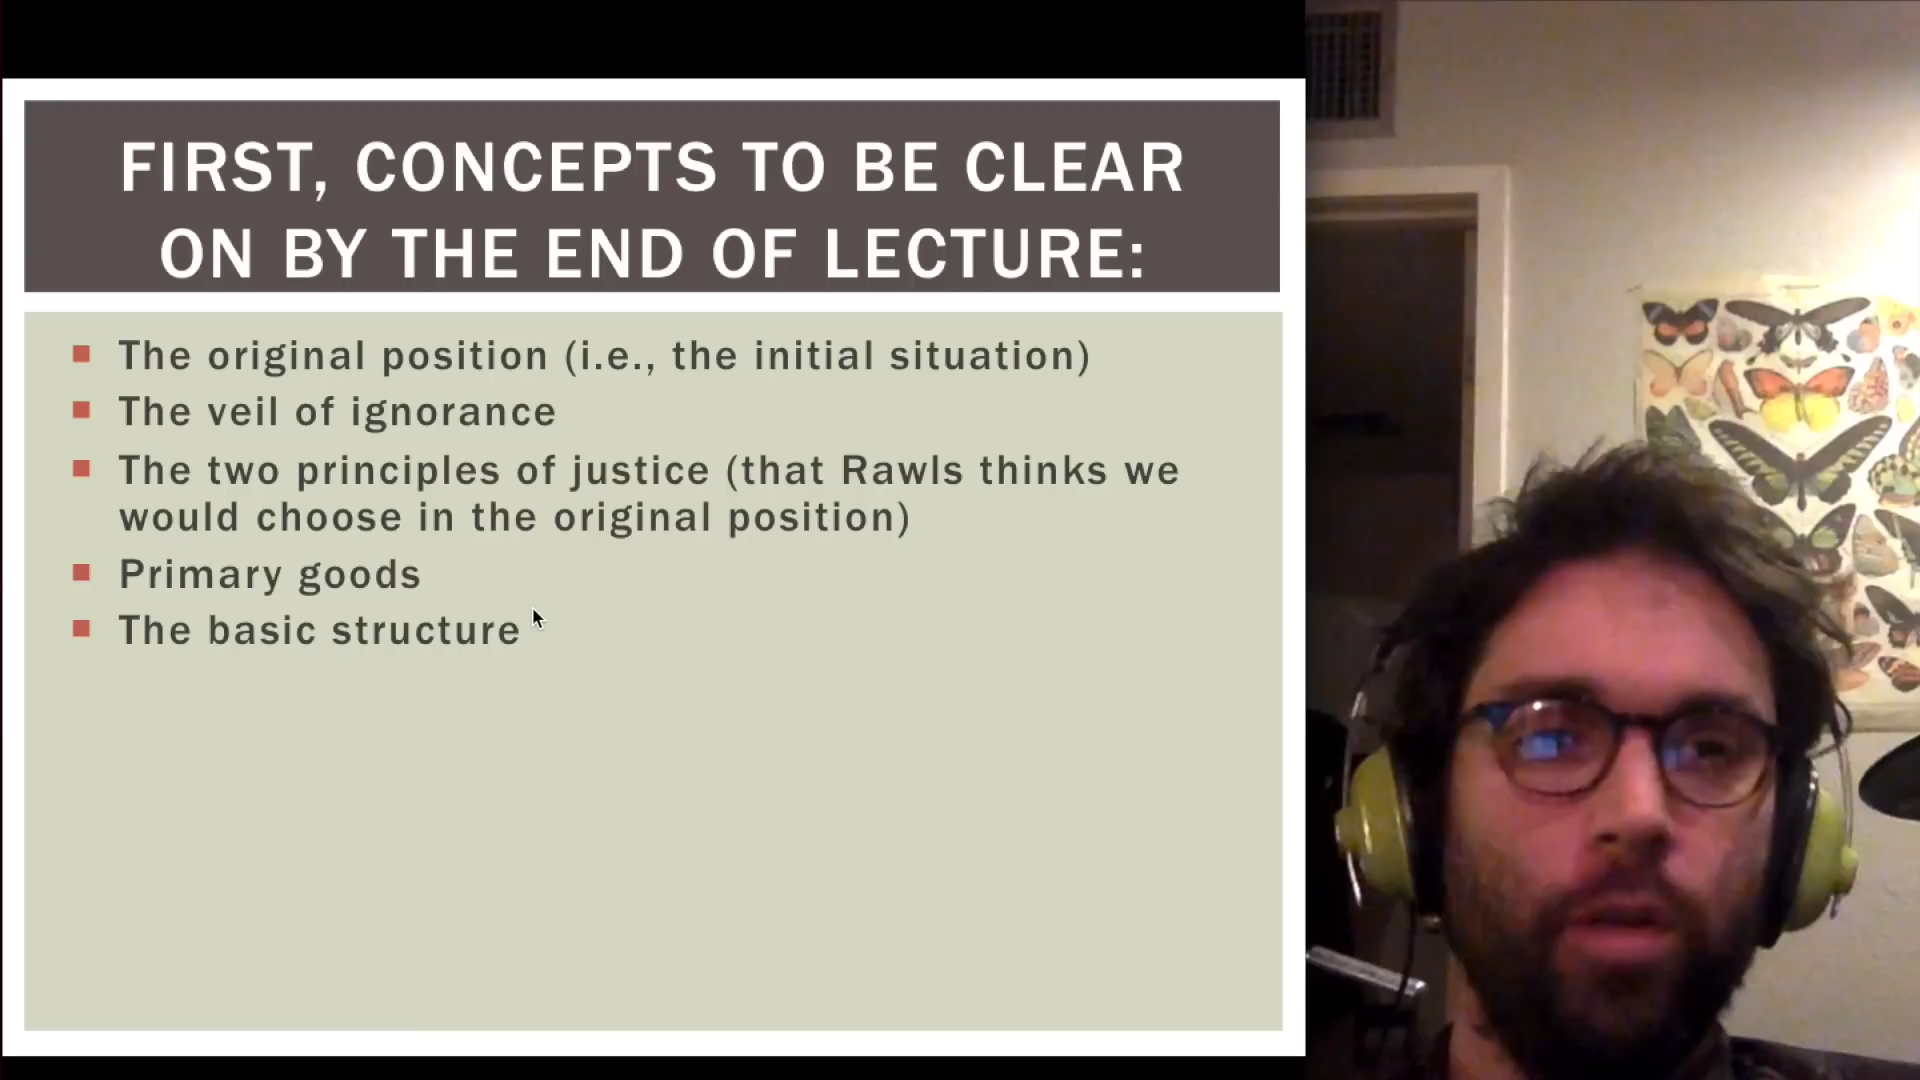 FIRST, CONCEPTS TO BE CLEAR
ON BY THE END OF LECTURE:
The original position (i.e., the initial situation)
The veil of ignorance
The two principles of justice (that Rawls thinks we
would choose in the original position)
Primary goods
The basic structure